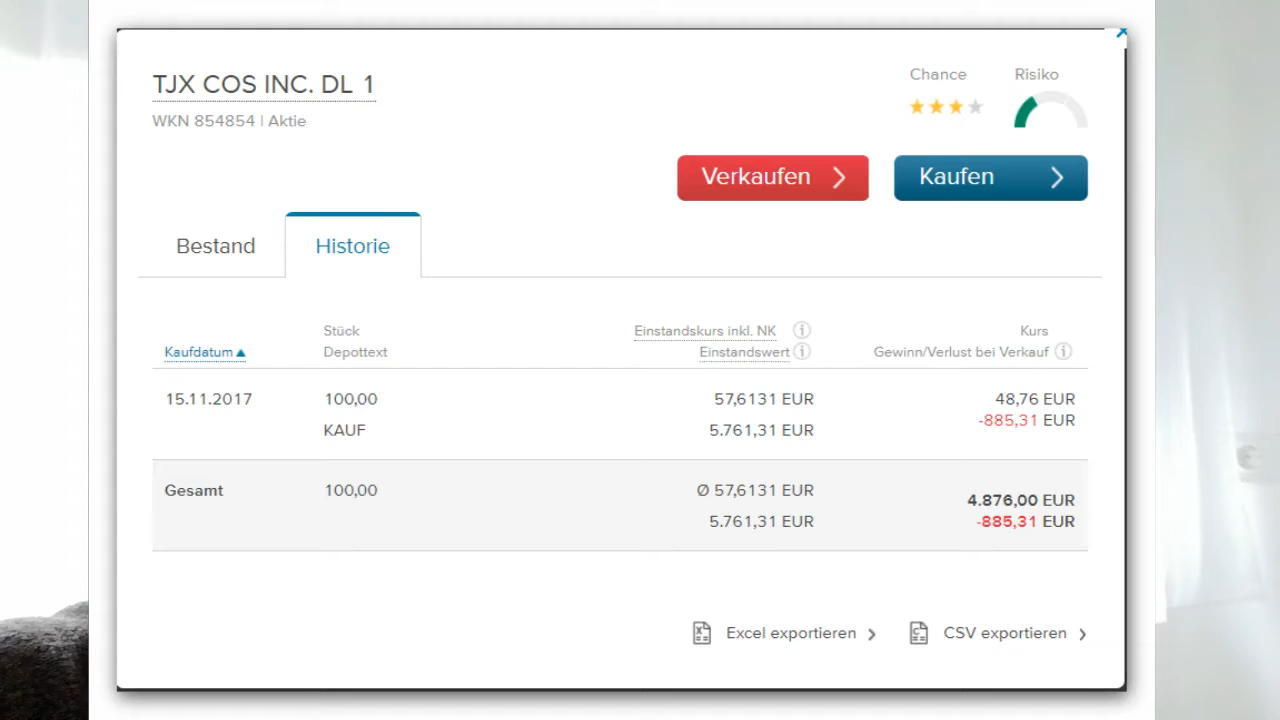 TJX COS INC. DL 1
WKN 854854 | Aktie
Chance
Risiko
Verkaufen
Kaufen
Bestand
Historie
Kaufdatum ▲
Stück
Depottext
Einstandskurs inkl. NK
Einstandswert
Kurs
Gewinn/Verlust bei Verkauf
15.11.2017
100,00
KAUF
57,6131 EUR
5.761,31 EUR
48,76 EUR
-885,31 EUR
Gesamt
100,00
Ø 57,6131 EUR
5.761,31 EUR
4.876,00 EUR
-885,31 EUR
Excel exportieren
CSV exportieren